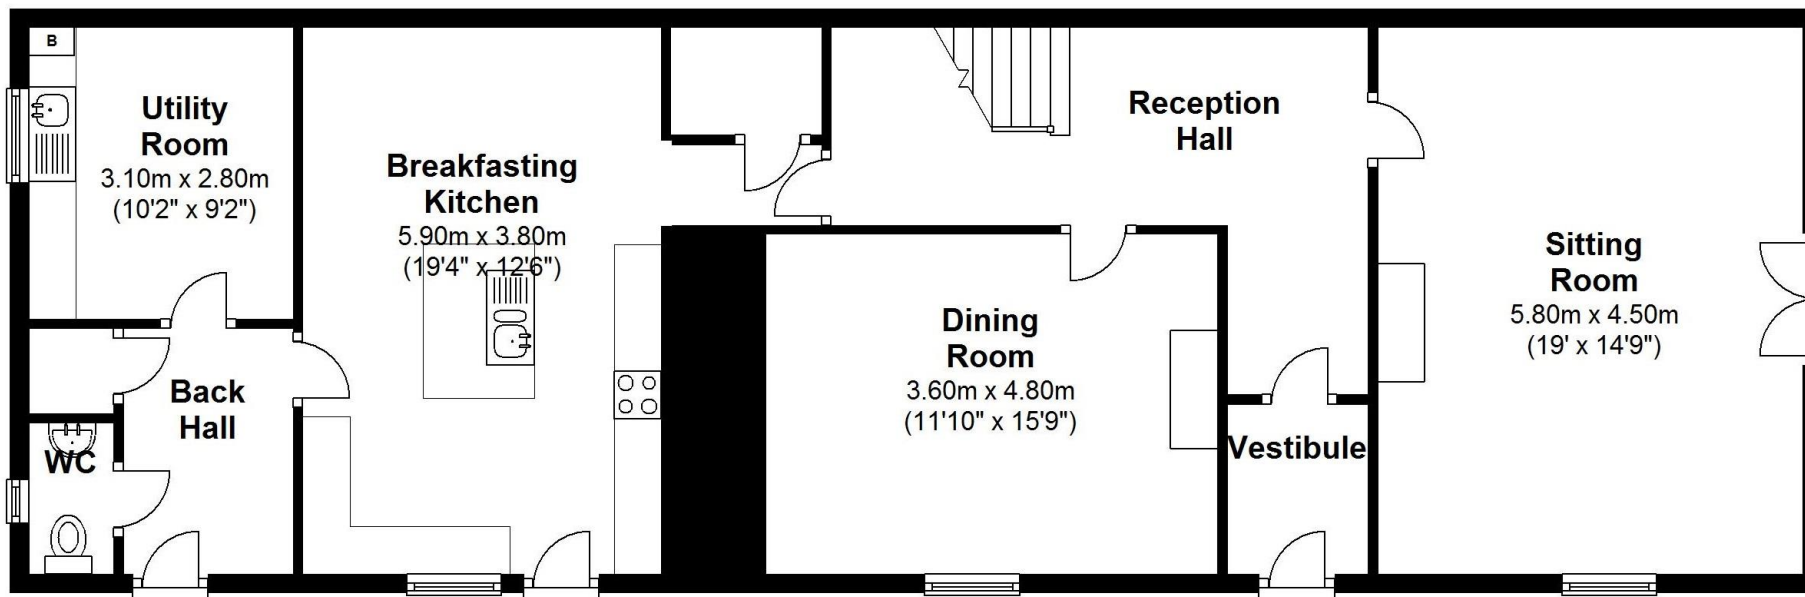 B
Utility
Room
3.10m x 2.80m
(10'2" x 9'2")
Breakfasting
Kitchen
5.90m x 3.80m
(19'4" x 12'6")
Reception
Hall
Sitting
Room
5.80m x 4.50m
(19' x 14'9")
Dining
Room
3.60m x 4.80m
(11'10" x 15'9")
Back
Hall
WC
Vestibule